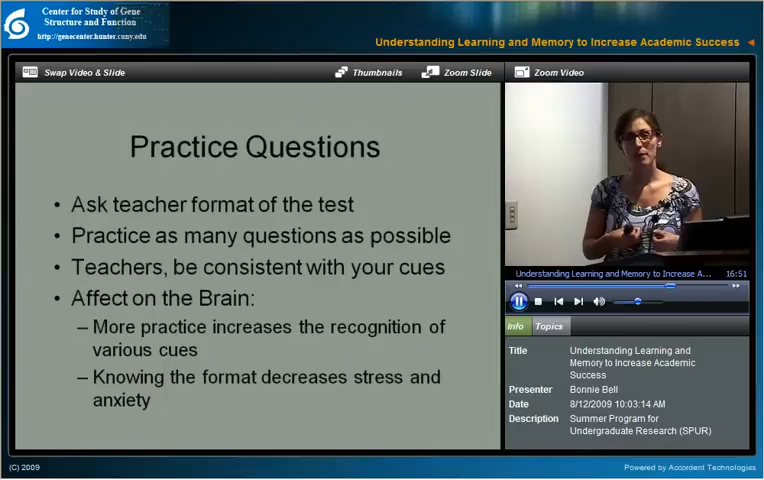 Center for Study of Gene
Structure and Function
http://genecenter.hunter.cuny.edu
Understanding Learning and Memory to Increase Academic Success
Swap Video & Slide
Thumbnails
Zoom Slide
Zoom Video
Practice Questions
• Ask teacher format of the test
• Practice as many questions as possible
• Teachers, be consistent with your cues
• Affect on the Brain:
– More practice increases the recognition of
various cues
– Knowing the format decreases stress and
anxiety
Understanding Learning and Memory to Increase A...
16:51
Info
Topics
Title
Understanding Learning and
Memory to Increase Academic
Success
Presenter
Bonnie Bell
Date
8/12/2009 10:03:14 AM
Description
Summer Program for
Undergraduate Research (SPUR)
(C) 2009
Powered by Accordent Technologies